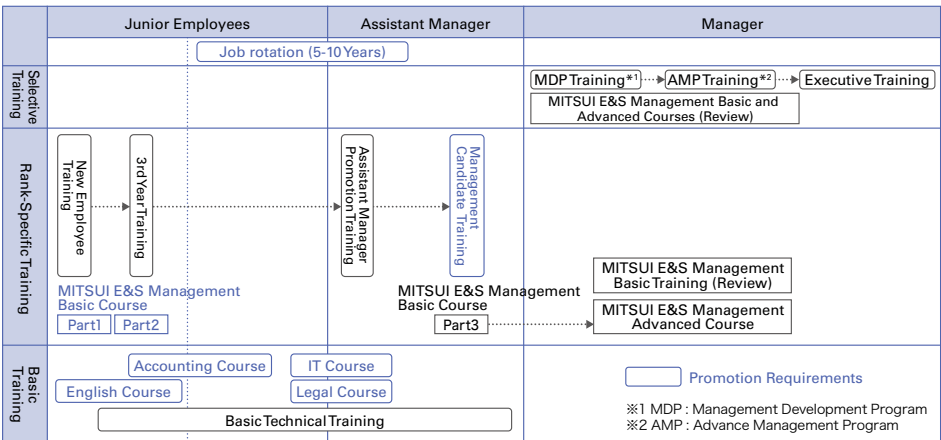 Junior Employees
Assistant Manager
Manager
Job rotation (5-10 Years)
Selective
Training
MDP Training※1
AMP Training※2
Executive Training
MITSUI E&S Management Basic and
Advanced Courses (Review)
Rank-Specific Training
New Employee
Training
3rd Year Training
Assistant Manager
Promotion Training
Management
Candidate Training
MITSUI E&S Management
Basic Course
Part1
Part2
MITSUI E&S Management
Basic Course
Part3
MITSUI E&S Management
Basic Training (Review)
MITSUI E&S Management
Advanced Course
Basic
Training
Accounting Course
IT Course
English Course
Legal Course
Basic Technical Training
Promotion Requirements
※1 MDP : Management Development Program
※2 AMP : Advance Management Program